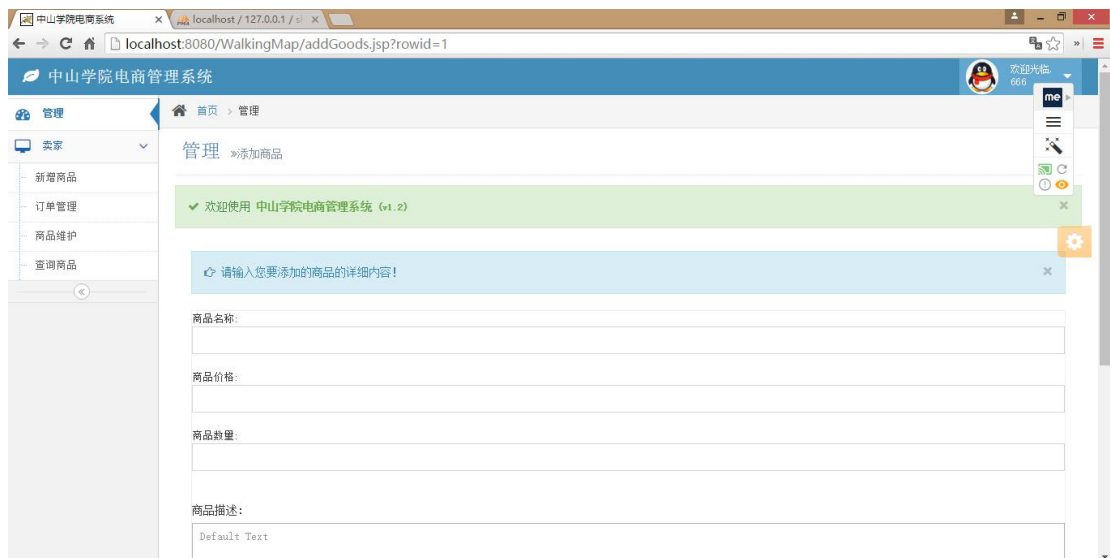 中山学院电商系统
localhost / 127.0.0.1 / sh
localhost:8080/WalkingMap/addGoods.jsp?rowid=1
中山学院电商管理系统
欢迎光临,
666
me
管理
首页 > 管理
卖家
管理 »添加商品
新增商品
订单管理
欢迎使用 中山学院电商管理系统 (v1.2)
商品维护
查询商品
请输入您要添加的商品的详细内容!
商品名称:
商品价格:
商品数量:
商品描述:
Default Text